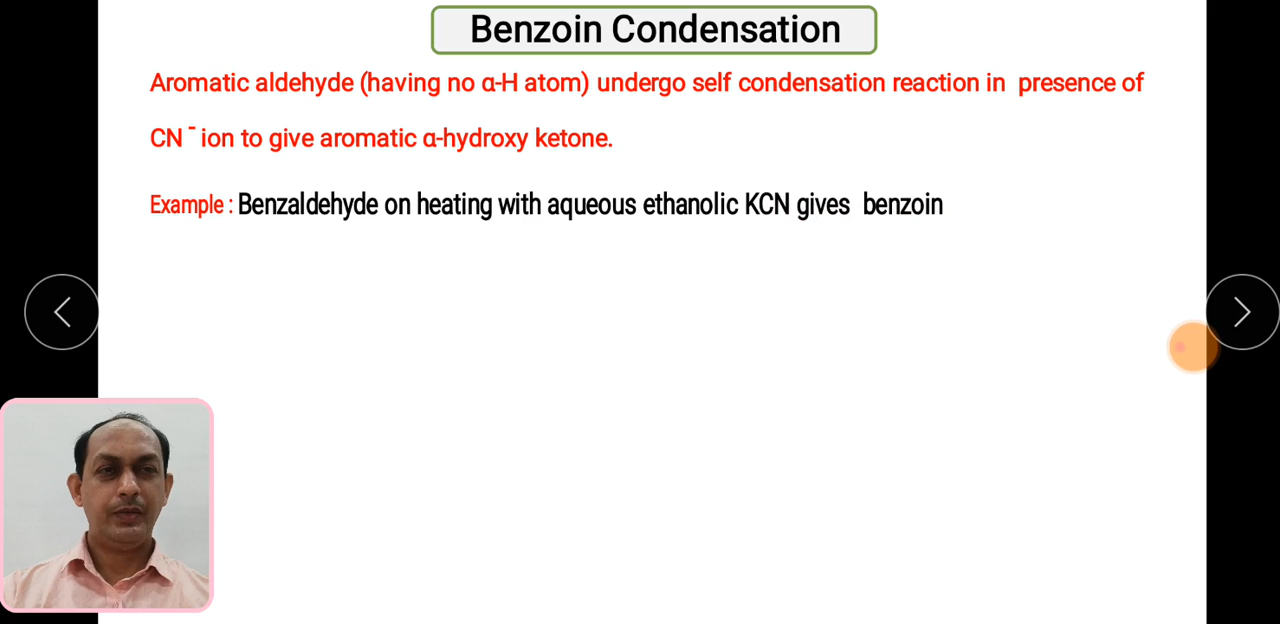 Benzoin Condensation
Aromatic aldehyde (having no α-H atom) undergo self condensation reaction in presence of
CN ¯ ion to give aromatic α-hydroxy ketone.
Example : Benzaldehyde on heating with aqueous ethanolic KCN gives benzoin